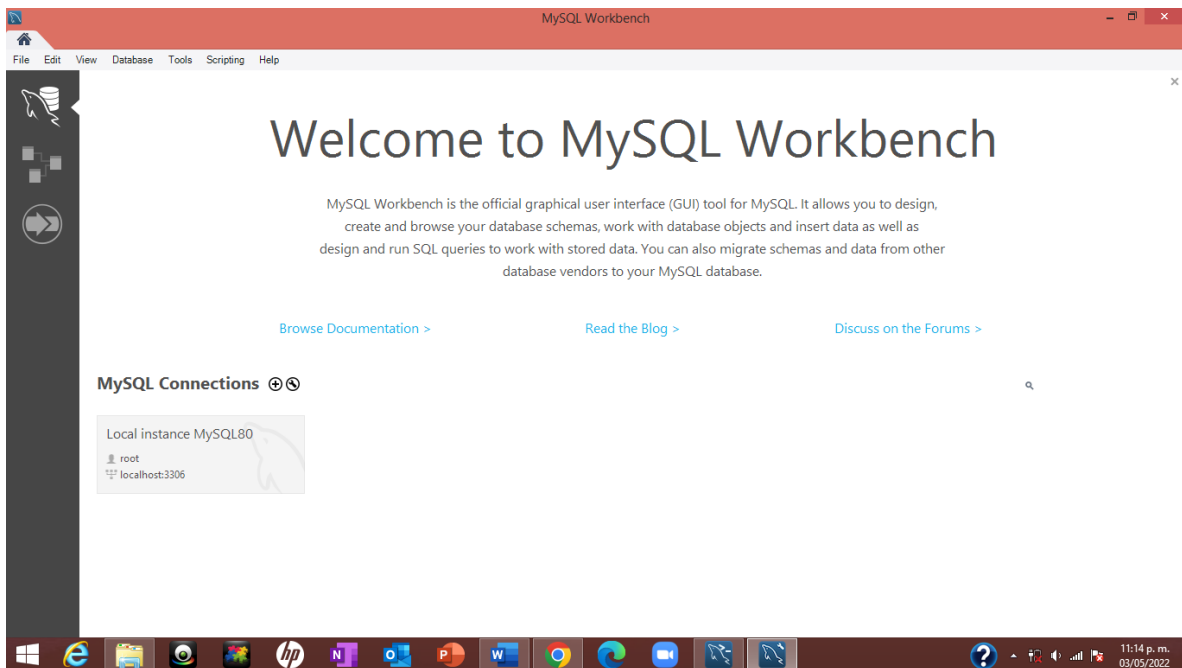 MySQL Workbench
File Edit View Database Tools Scripting Help
Welcome to MySQL Workbench
MySQL Workbench is the official graphical user interface (GUI) tool for MySQL. It allows you to design,
create and browse your database schemas, work with database objects and insert data as well as
design and run SQL queries to work with stored data. You can also migrate schemas and data from other
database vendors to your MySQL database.
Browse Documentation > Read the Blog > Discuss on the Forums >
MySQL Connections
Local instance MySQL80
root
localhost:3306
hp N P W
11:14 p. m.
03/05/2022